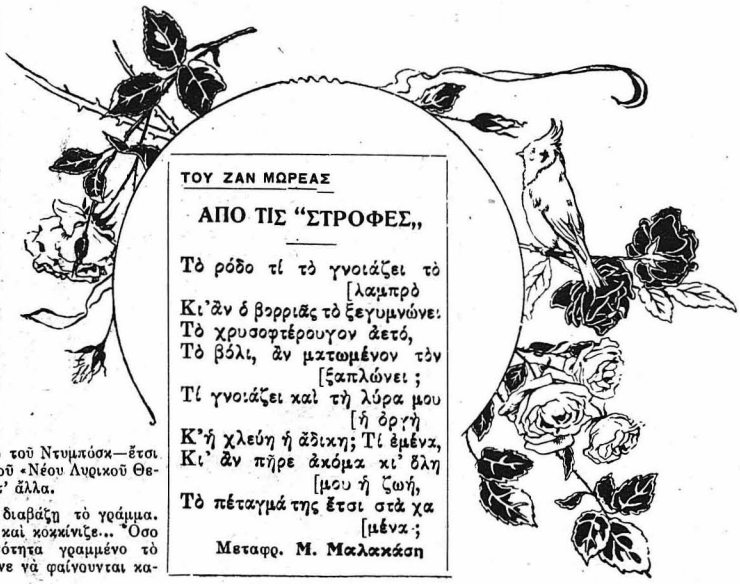 ΤΟΥ ΖΑΝ ΜΩΡΕΑΣ
ΑΠΟ ΤΙΣ "ΣΤΡΟΦΕΣ„
Τὸ ρόδο τί τὸ γνοιάζει τὸ
[λαμπρὸ
Κι'ἂν ὁ βορριᾶς τὸ ξεγυμνώνει
Τὸ χρυσοφτέρουγον ἀετό,
Τὸ βόλι, ἂν ματωμένον τὸν
[ξαπλώνει ;
Τί γνοιάζει καὶ τὴ λύρα μου
[ἡ ὀργὴ
Κ'ἡ χλεύη ἡ ἄδικη; Τί ἐμένα,
Κι' ἂν πῆρε ἀκόμα κι' ὅλη
[μου ἡ ζωή,
Τὸ πέταγμά της ἔτσι στὰ χα
[μένα ;
Μεταφρ. Μ. Μαλακάση
τοῦ Ντυμπόσκ—ἔτσι
οῦ «Νέου Λυρικοῦ Θε-
' ἄλλα.
διαβάζῃ τὸ γράμμα.
καὶ κοκκίνιζε... Ὅσο
ότητα γραμμένο τὸ
νε νὰ φαίνουνται κα-